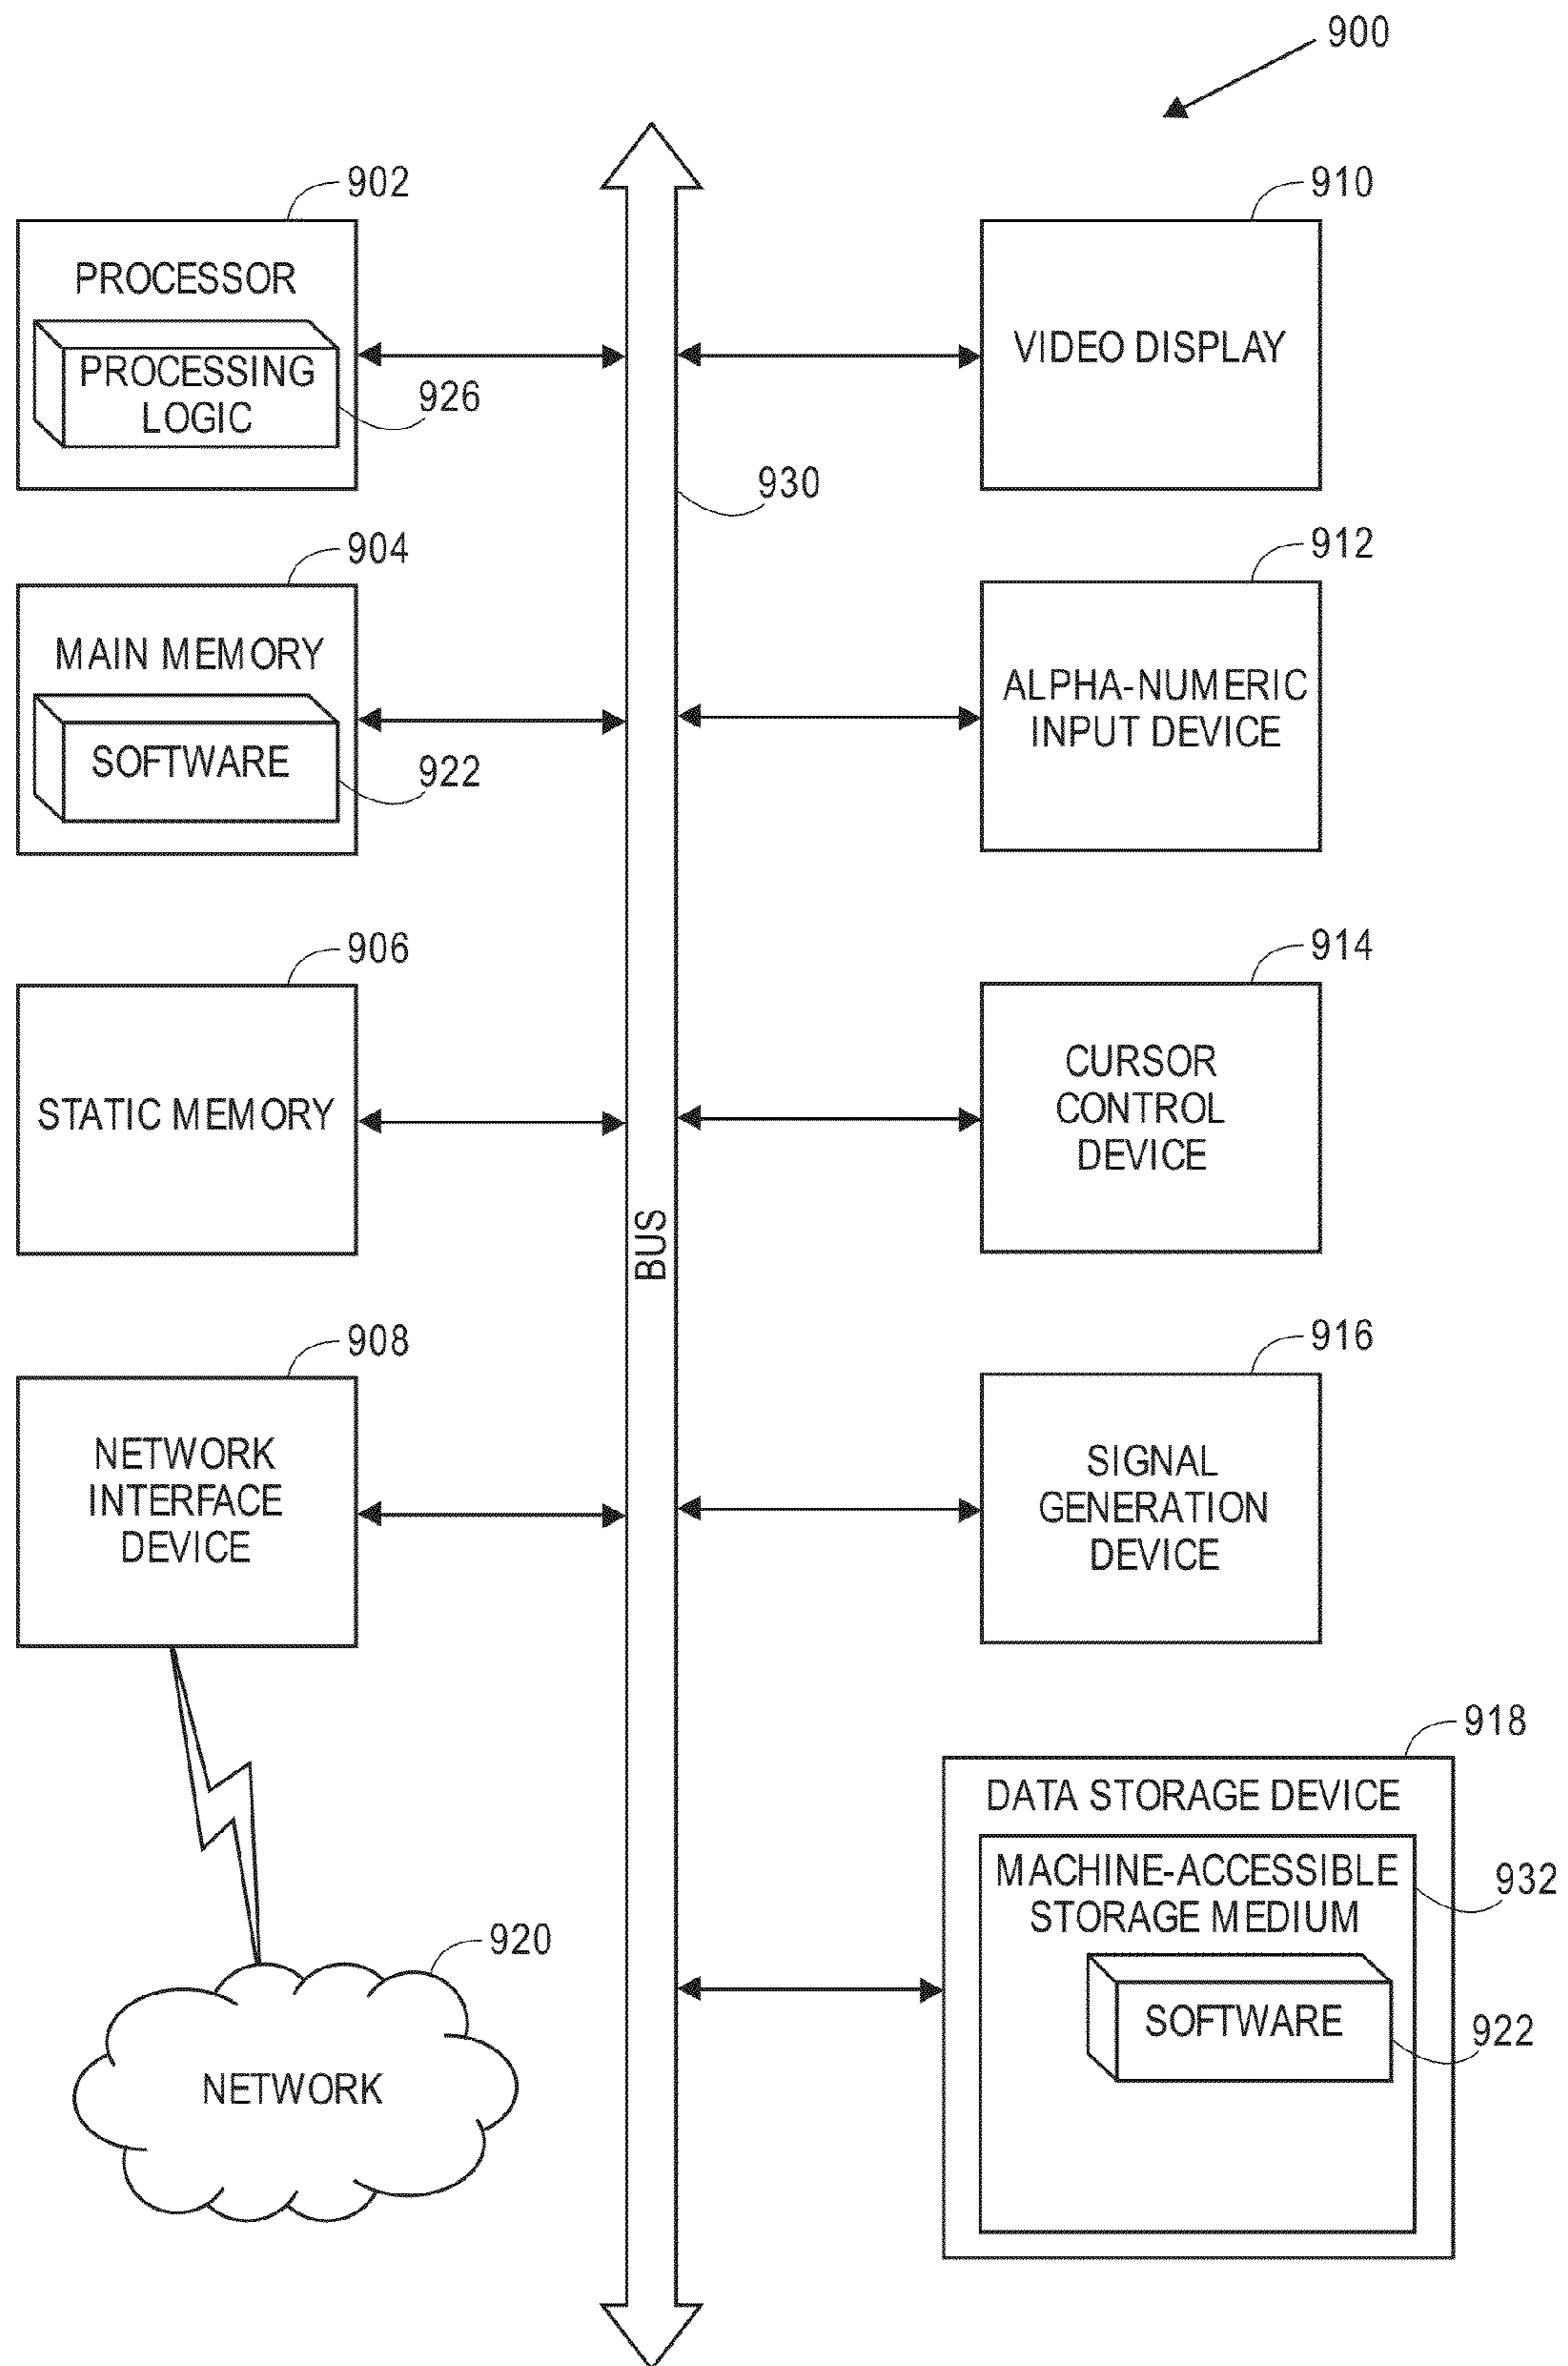 900
902
PROCESSOR
PROCESSING
LOGIC
926
910
VIDEO DISPLAY
930
904
MAIN MEMORY
SOFTWARE
922
912
ALPHA-NUMERIC
INPUT DEVICE
906
STATIC MEMORY
914
CURSOR
CONTROL
DEVICE
BUS
908
NETWORK
INTERFACE
DEVICE
916
SIGNAL
GENERATION
DEVICE
918
DATA STORAGE DEVICE
MACHINE-ACCESSIBLE
STORAGE MEDIUM
932
SOFTWARE
922
920
NETWORK